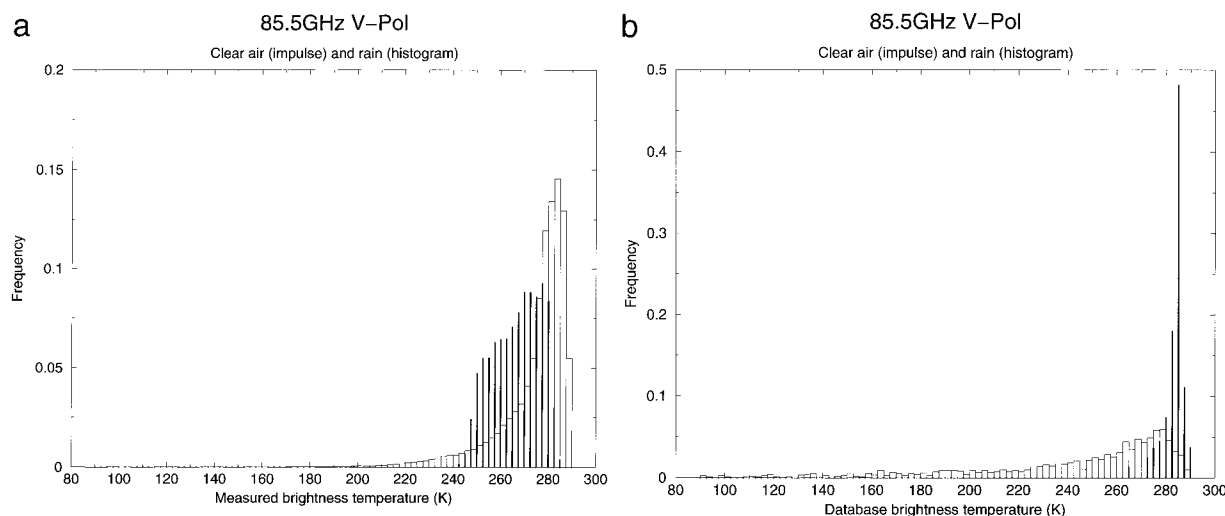 a
85.5GHz V−Pol
Clear air (impulse) and rain (histogram)
0.2
0.15
0.1
0.05
0
Frequency
80 100 120 140 160 180 200 220 240 260 280 300
Measured brightness temperature (K)
b
85.5GHz V−Pol
Clear air (impulse) and rain (histogram)
0.5
0.4
0.3
0.2
0.1
0
Frequency
80 100 120 140 160 180 200 220 240 260 280 300
Database brightness temperature (K)